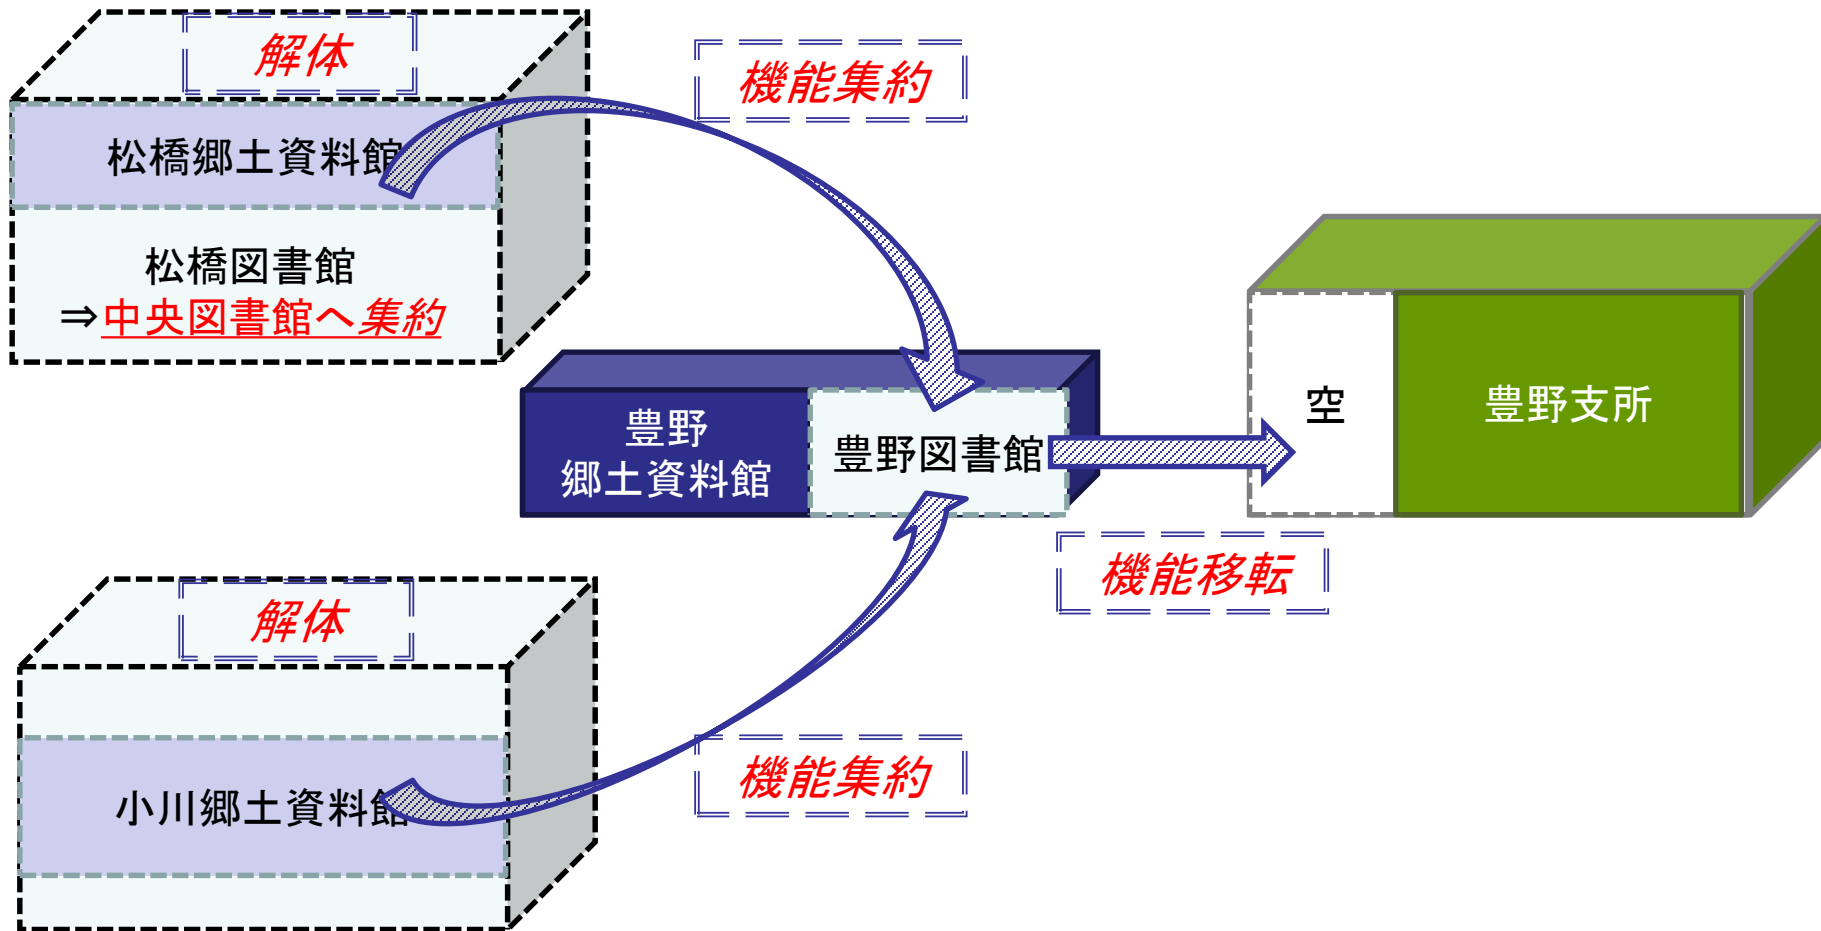 解体
松橋郷土資料館
松橋図書館
⇒中央図書館へ集約
機能集約
豊野
郷土資料館
豊野図書館
空
豊野支所
機能移転
解体
小川郷土資料館
機能集約